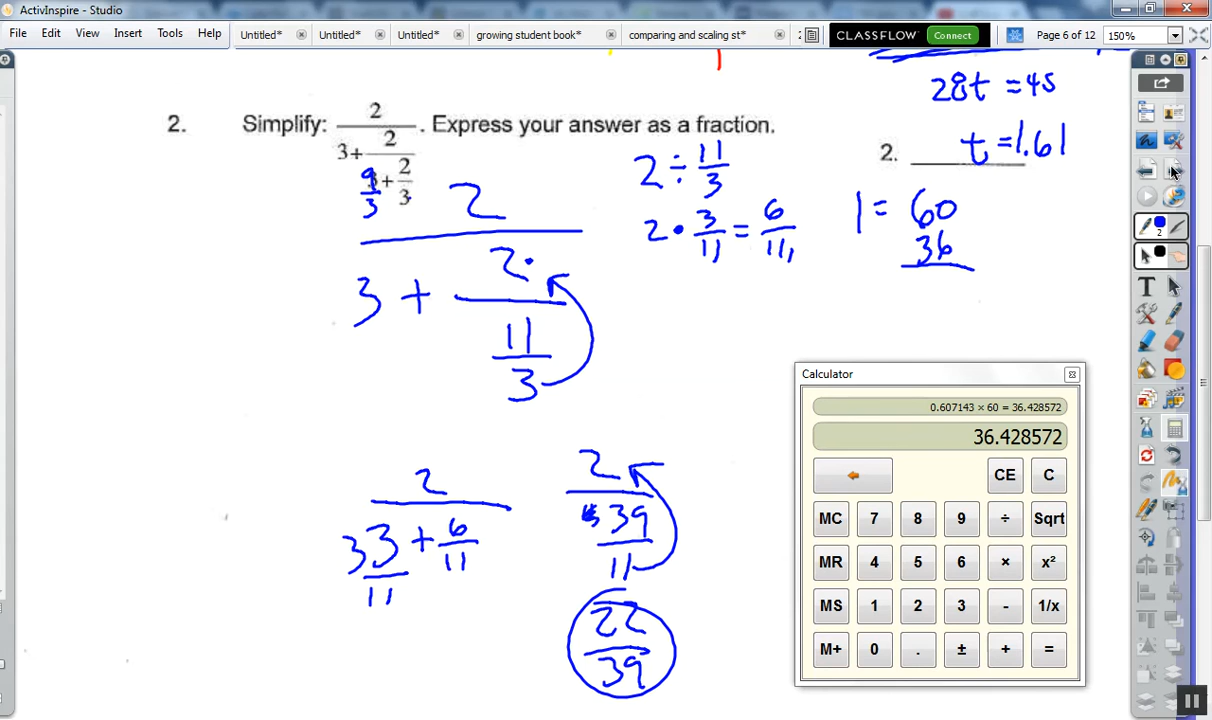 ActivInspire - Studio
File Edit View Insert Tools Help Untitled* Untitled* Untitled* growing student book* comparing and scaling st* CLASSFLOW Connect Page 6 of 12 150%
28t = 45
2. Simplify: 2/(3+2/(3+2/3)). Express your answer as a fraction.
2. t = 1.61
9/3
2 ÷ 11/3
2 · 3/11 = 6/11
1 = 60
36
2
3 + 2·
11
3
2
33/11 + 6/11
2
39
11
22
39
Calculator
0.607143 × 60 = 36.428572
36.428572
CE C
MC 7 8 9 ÷ Sqrt
MR 4 5 6 × x²
MS 1 2 3 - 1/x
M+ 0 . ± + =
2
T